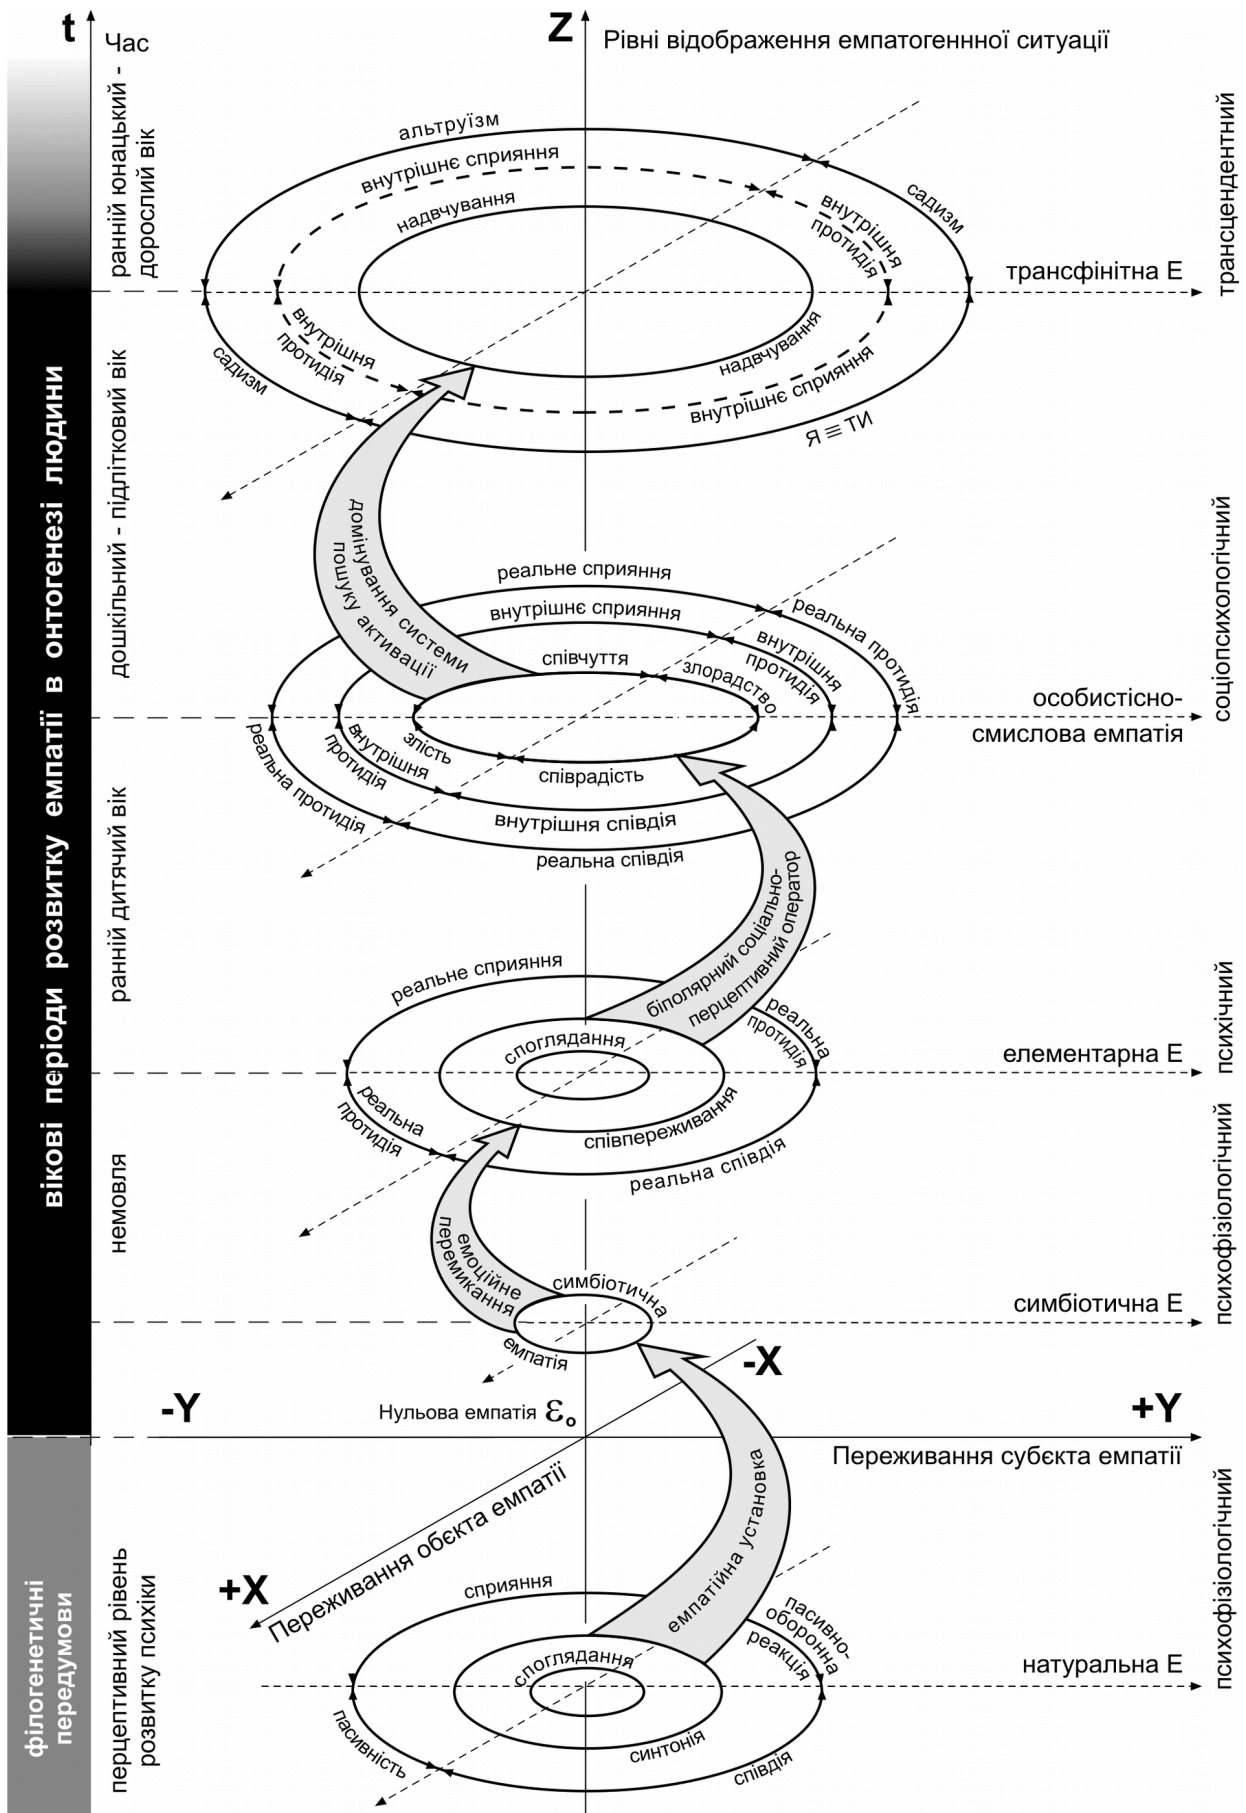 t
Час
Z
Рівні відображення емпатогеннної ситуації
вікові періоди розвитку емпатії в онтогенезі людини
філогенетичні
передумови
ранній юнацький -
дорослий вік
дошкільний - підлітковий вік
ранній дитячий вік
немовля
перцептивний рівень
розвитку психіки
трансцендентний
соціопсихологічний
психічний
психофізіологічний
психофізіологічний
альтруїзм
внутрішнє сприяння
надвчування
садизм
внутрішня
протидія
трансфінітна Е
внутрішня
протидія
садизм
надвчування
внутрішнє сприяння
Я ≡ ТИ
домінування системи
пошуку активації
реальне сприяння
внутрішнє сприяння
співчуття
злорадство
внутрішня
протидія
реальна протидія
особистісно-
смислова емпатія
злість
внутрішня
протидія
реальна протидія
співрадість
внутрішня співдія
реальна співдія
біполярний соціально-
перцептивний оператор
реальне сприяння
споглядання
реальна
протидія
елементарна Е
реальна
протидія
співпереживання
реальна співдія
емоційне
перемикання
симбіотична
емпатія
симбіотична Е
-X
-Y
Нульова емпатія ε₀
+Y
Переживання субєкта емпатії
Переживання обєкта емпатії
+X
емпатійна установка
сприяння
споглядання
пасивно-
оборонна
реакція
натуральна Е
пасивність
синтонія
співдія